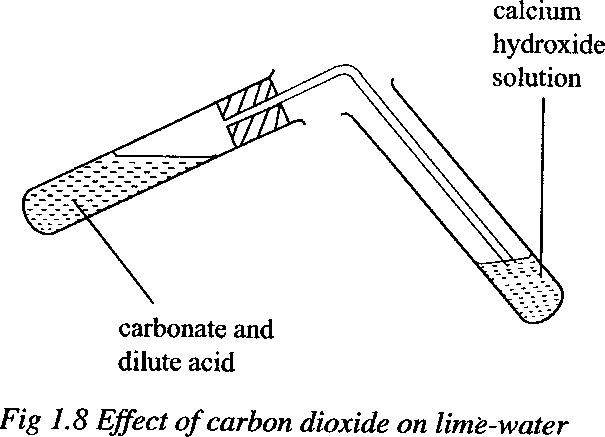 calcium
hydroxide
solution
carbonate and
dilute acid
Fig 1.8 Effect of carbon dioxide on lime-water